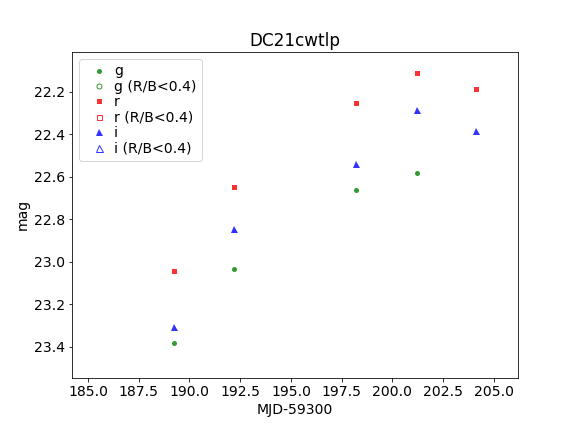 DC21cwtlp
g
g (R/B<0.4)
r
r (R/B<0.4)
i
i (R/B<0.4)
mag
22.2
22.4
22.6
22.8
23.0
23.2
23.4
185.0 187.5 190.0 192.5 195.0 197.5 200.0 202.5 205.0
MJD-59300